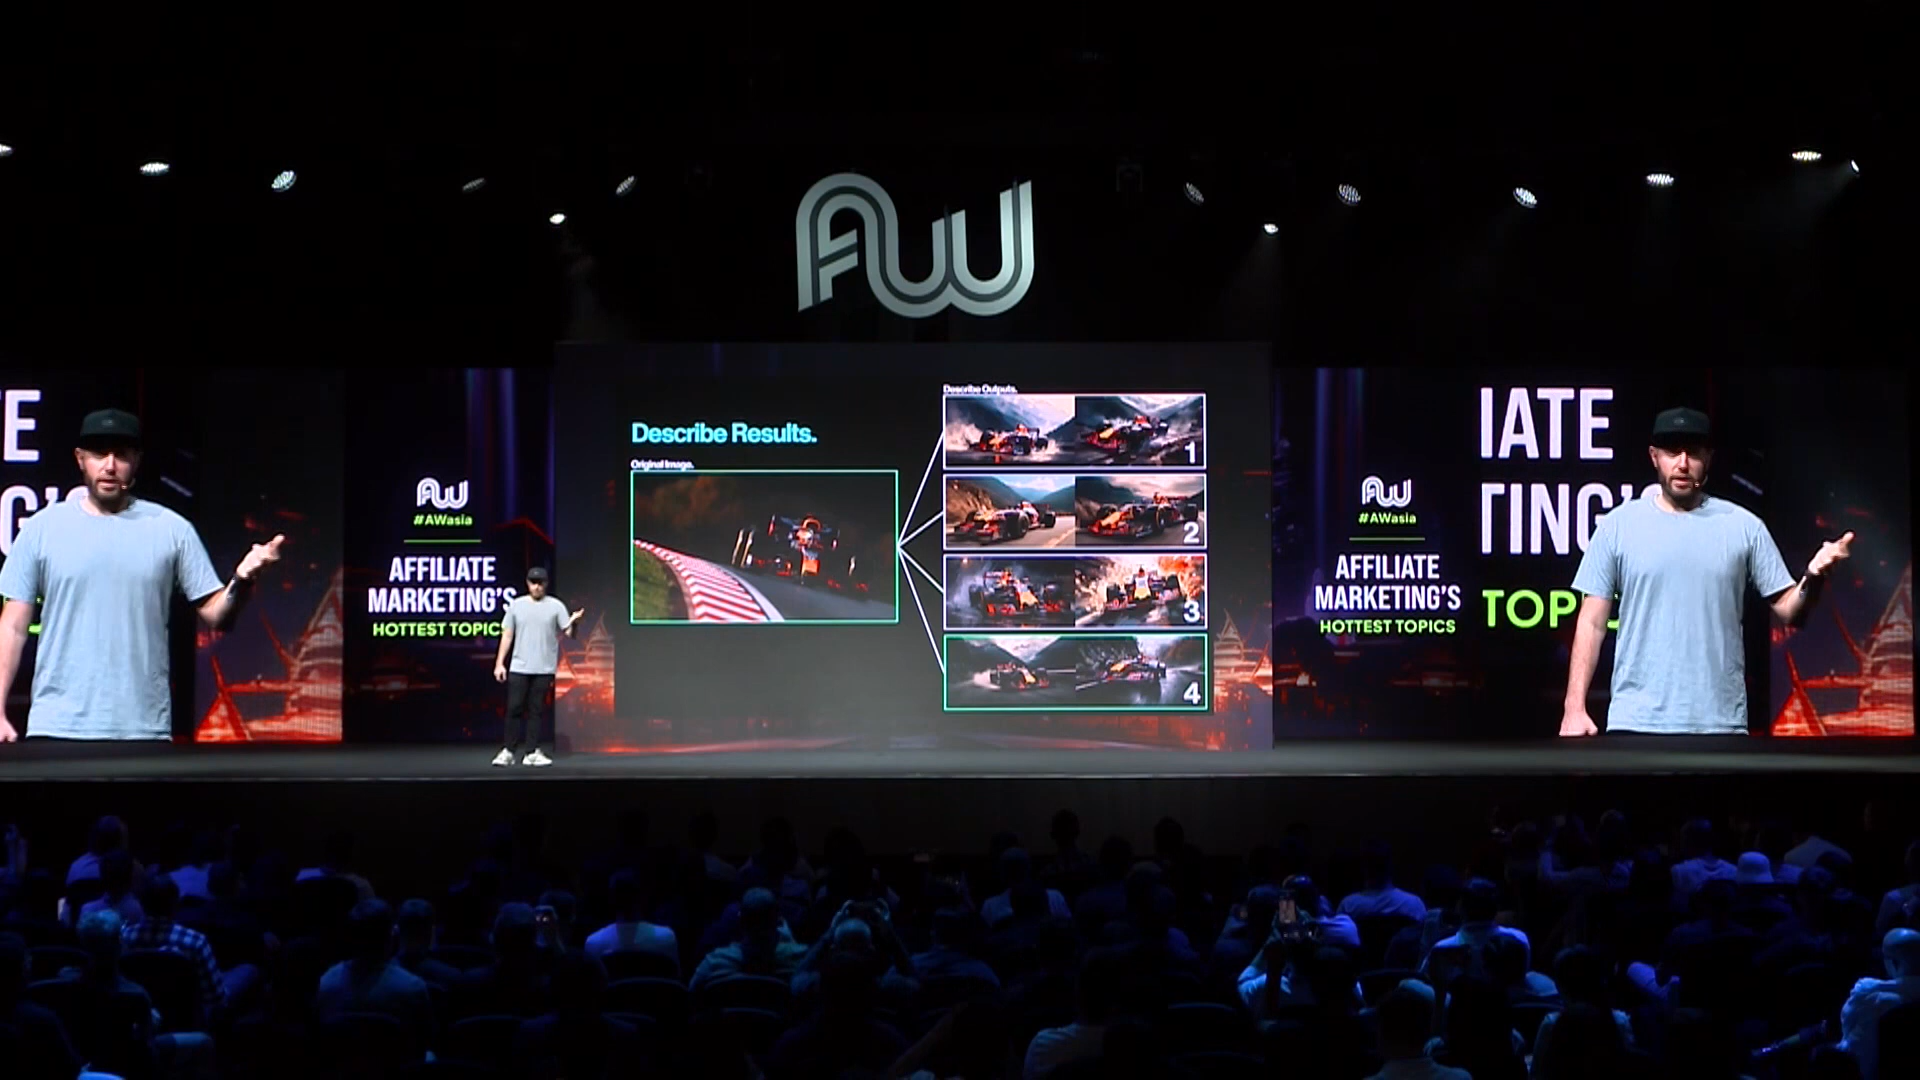 AW
E
G'S
AW
#AWasia
AFFILIATE
MARKETING'S
HOTTEST TOPICS
Describe Results.
Original Image.
Describe Outputs.
1
2
3
4
AW
#AWasia
AFFILIATE
MARKETING'S
HOTTEST TOPICS
IATE
TING'S
TOPI